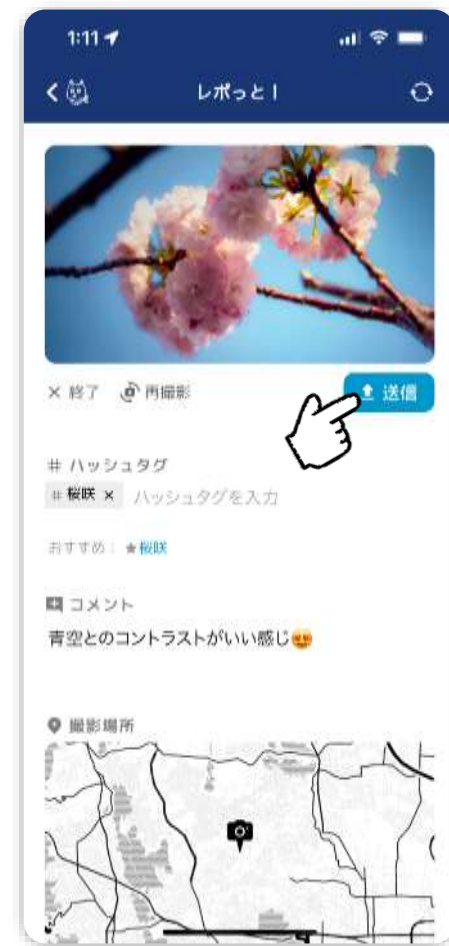 1:11
レポっと！
× 終了 再撮影 送信
# ハッシュタグ
# 桜咲 × ハッシュタグを入力
おすすめ： ★桜咲
コメント
青空とのコントラストがいい感じ😊
撮影場所